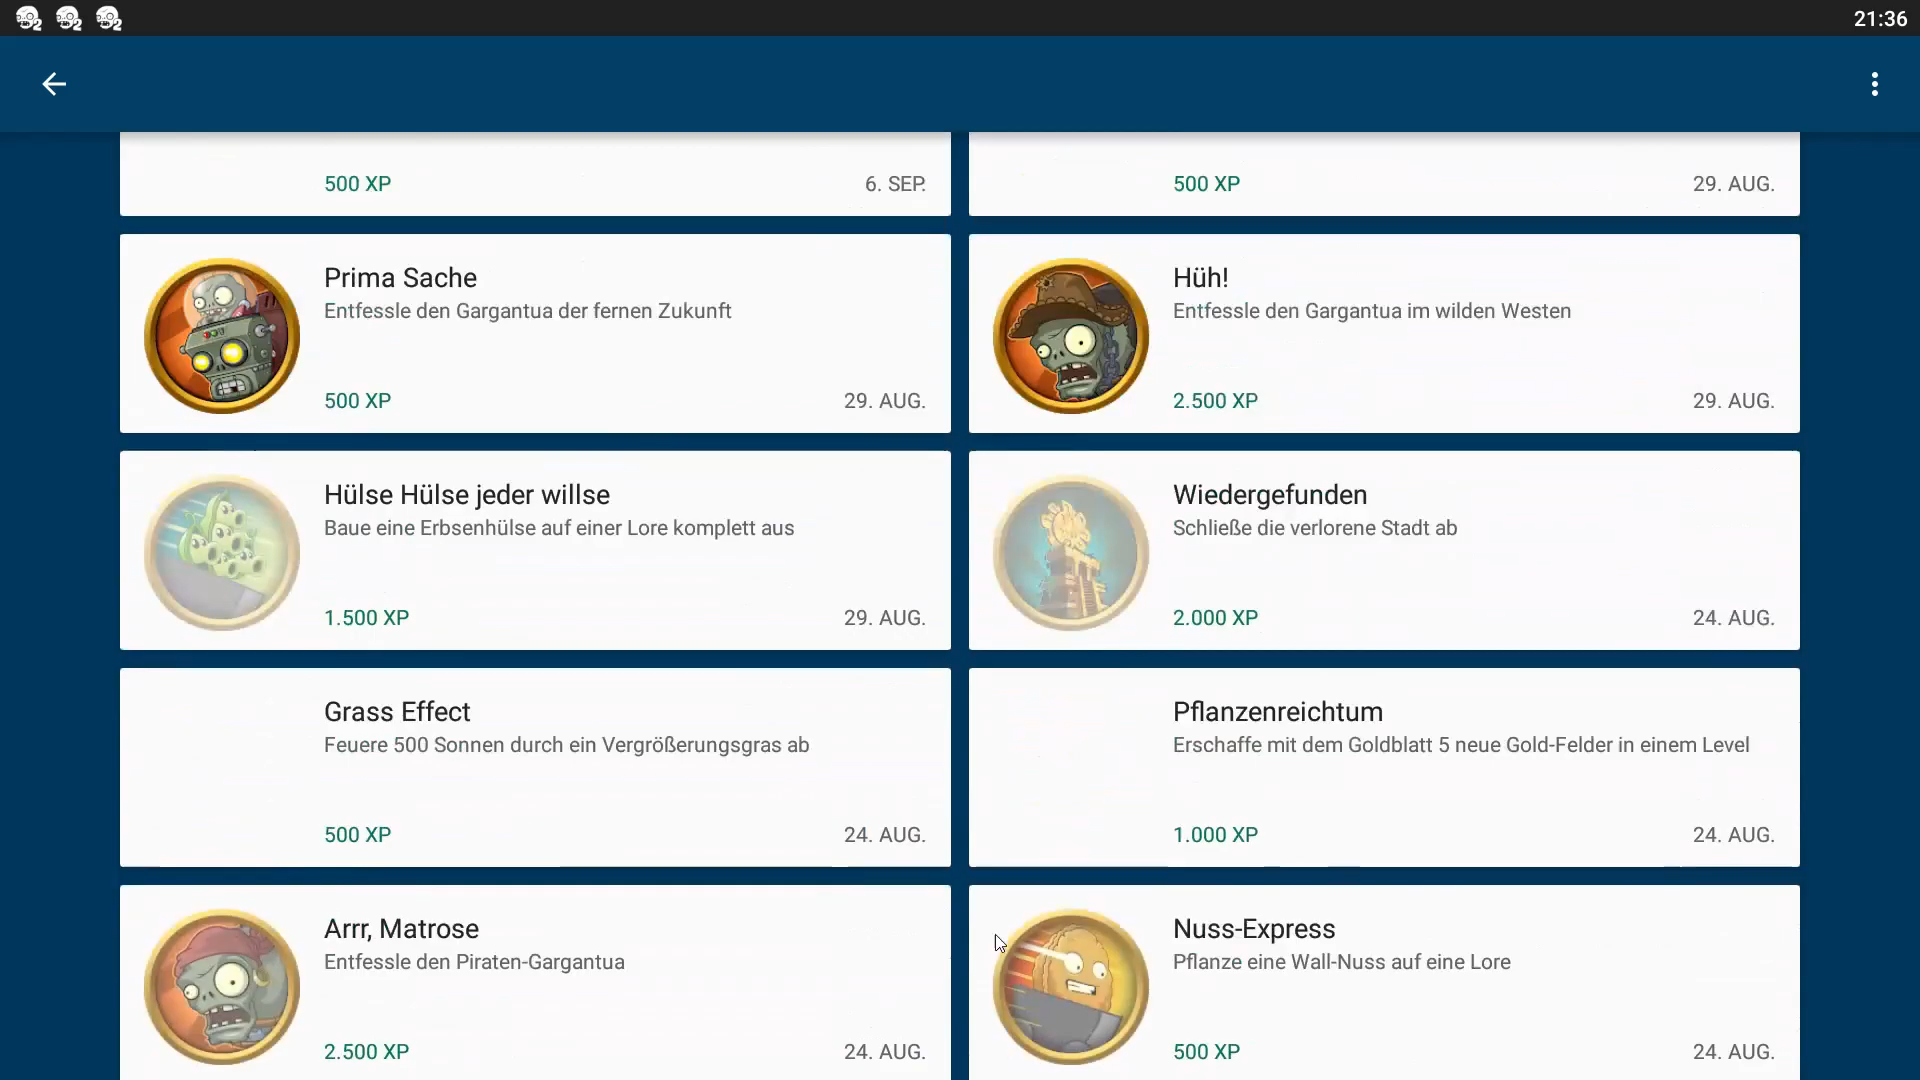 21:36
500 XP 6. SEP.
500 XP 29. AUG.
Prima Sache
Entfessle den Gargantua der fernen Zukunft
500 XP 29. AUG.
Hüh!
Entfessle den Gargantua im wilden Westen
2.500 XP 29. AUG.
Hülse Hülse jeder willse
Baue eine Erbsenhülse auf einer Lore komplett aus
1.500 XP 29. AUG.
Wiedergefunden
Schließe die verlorene Stadt ab
2.000 XP 24. AUG.
Grass Effect
Feuere 500 Sonnen durch ein Vergrößerungsgras ab
500 XP 24. AUG.
Pflanzenreichtum
Erschaffe mit dem Goldblatt 5 neue Gold-Felder in einem Level
1.000 XP 24. AUG.
Arrr, Matrose
Entfessle den Piraten-Gargantua
2.500 XP 24. AUG.
Nuss-Express
Pflanze eine Wall-Nuss auf eine Lore
500 XP 24. AUG.